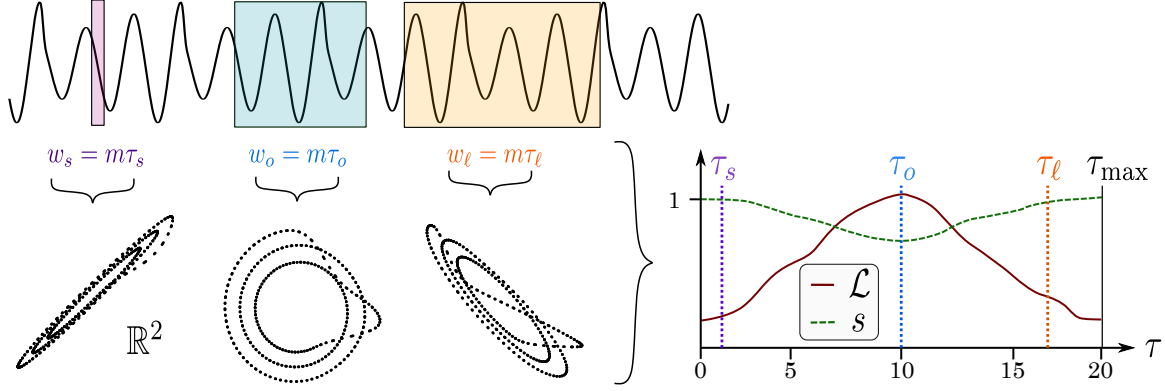 w_s = mτ_s
w_o = mτ_o
w_ℓ = mτ_ℓ
ℝ²
τ_s
τ_o
τ_ℓ
τ_max
1
ℒ
s
0
5
10
15
20
τ